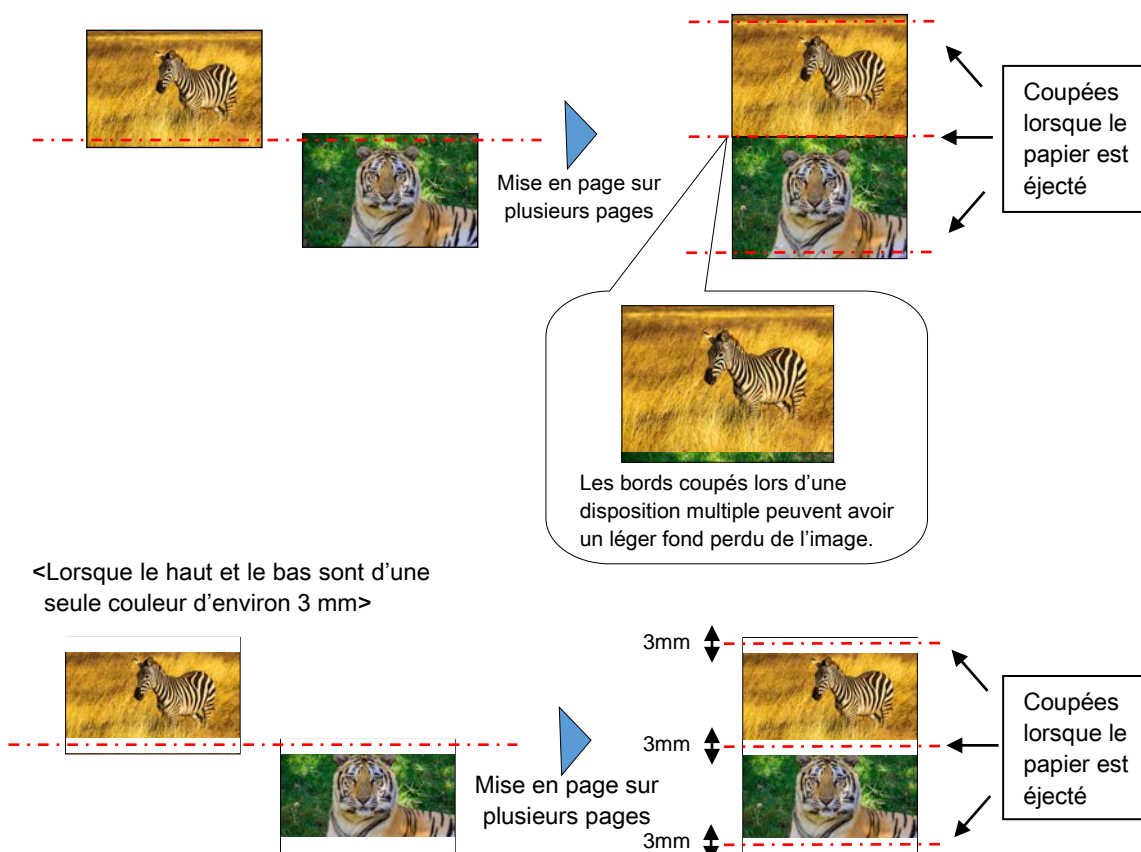 Mise en page sur
plusieurs pages
Coupées
lorsque le
papier est
éjecté
Les bords coupés lors d’une
disposition multiple peuvent avoir
un léger fond perdu de l’image.
<Lorsque le haut et le bas sont d’une
seule couleur d’environ 3 mm>
3mm
3mm
3mm
Mise en page sur
plusieurs pages
Coupées
lorsque le
papier est
éjecté